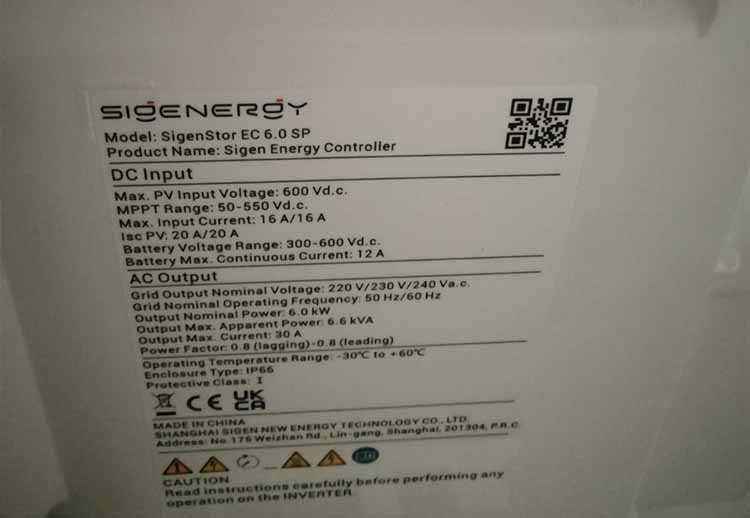 SIGENERGY
Model: SigenStor EC 6.0 SP
Product Name: Sigen Energy Controller
DC Input
Max. PV Input Voltage: 600 Vd.c.
MPPT Range: 50-550 Vd.c.
Max. Input Current: 16 A/16 A
Isc PV: 20 A/20 A
Battery Voltage Range: 300-600 Vd.c.
Battery Max. Continuous Current: 12 A
AC Output
Grid Output Nominal Voltage: 220 V/230 V/240 Va.c.
Grid Nominal Operating Frequency: 50 Hz/60 Hz
Output Nominal Power: 6.0 kW
Output Max. Apparent Power: 6.6 kVA
Output Max. Current: 30 A
Power Factor: 0.8 (lagging)-0.8 (leading)
Operating Temperature Range: -30℃ to +60℃
Enclosure Type: IP66
Protective Class: I
CE UK CA
MADE IN CHINA
SHANGHAI SIGEN NEW ENERGY TECHNOLOGY CO., LTD.
Address: No.175 Weizhan Rd., Lin-gang, Shanghai, 201304, P.R.C.
CAUTION
Read instructions carefully before performing any
operation on the INVERTER.